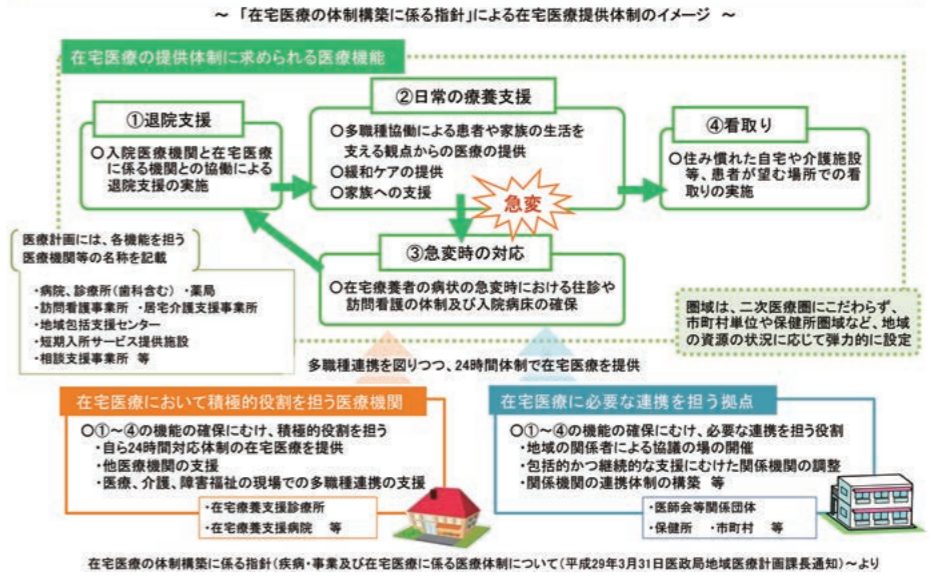 ～ 「在宅医療の体制構築に係る指針」による在宅医療提供体制のイメージ ～
在宅医療の提供体制に求められる医療機能
①退院支援
○入院医療機関と在宅医療
に係る機関との協働による
退院支援の実施
②日常の療養支援
○多職種協働による患者や家族の生活を
支える観点からの医療の提供
○緩和ケアの提供
○家族への支援
急変
④看取り
○住み慣れた自宅や介護施設
等、患者が望む場所での看
取りの実施
③急変時の対応
○在宅療養者の病状の急変時における往診や
訪問看護の体制及び入院病床の確保
医療計画には、各機能を担う
医療機関等の名称を記載
・病院、診療所(歯科含む) ・薬局
・訪問看護事業所 ・居宅介護支援事業所
・地域包括支援センター
・短期入所サービス提供施設
・相談支援事業所 等
圏域は、二次医療圏にこだわらず、
市町村単位や保健所圏域など、地域
の資源の状況に応じて弾力的に設定
多職種連携を図りつつ、24時間体制で在宅医療を提供
在宅医療において積極的役割を担う医療機関
○①～④の機能の確保にむけ、積極的役割を担う
・自ら24時間対応体制の在宅医療を提供
・他医療機関の支援
・医療、介護、障害福祉の現場での多職種連携の支援
・在宅療養支援診療所
・在宅療養支援病院 等
在宅医療に必要な連携を担う拠点
○①～④の機能の確保にむけ、必要な連携を担う役割
・地域の関係者による協議の場の開催
・包括的かつ継続的な支援にむけた関係機関の調整
・関係機関の連携体制の構築 等
・医師会等関係団体
・保健所 ・市町村 等
在宅医療の体制構築に係る指針(疾病・事業及び在宅医療に係る医療体制について(平成29年3月31日医政局地域医療計画課長通知)～より